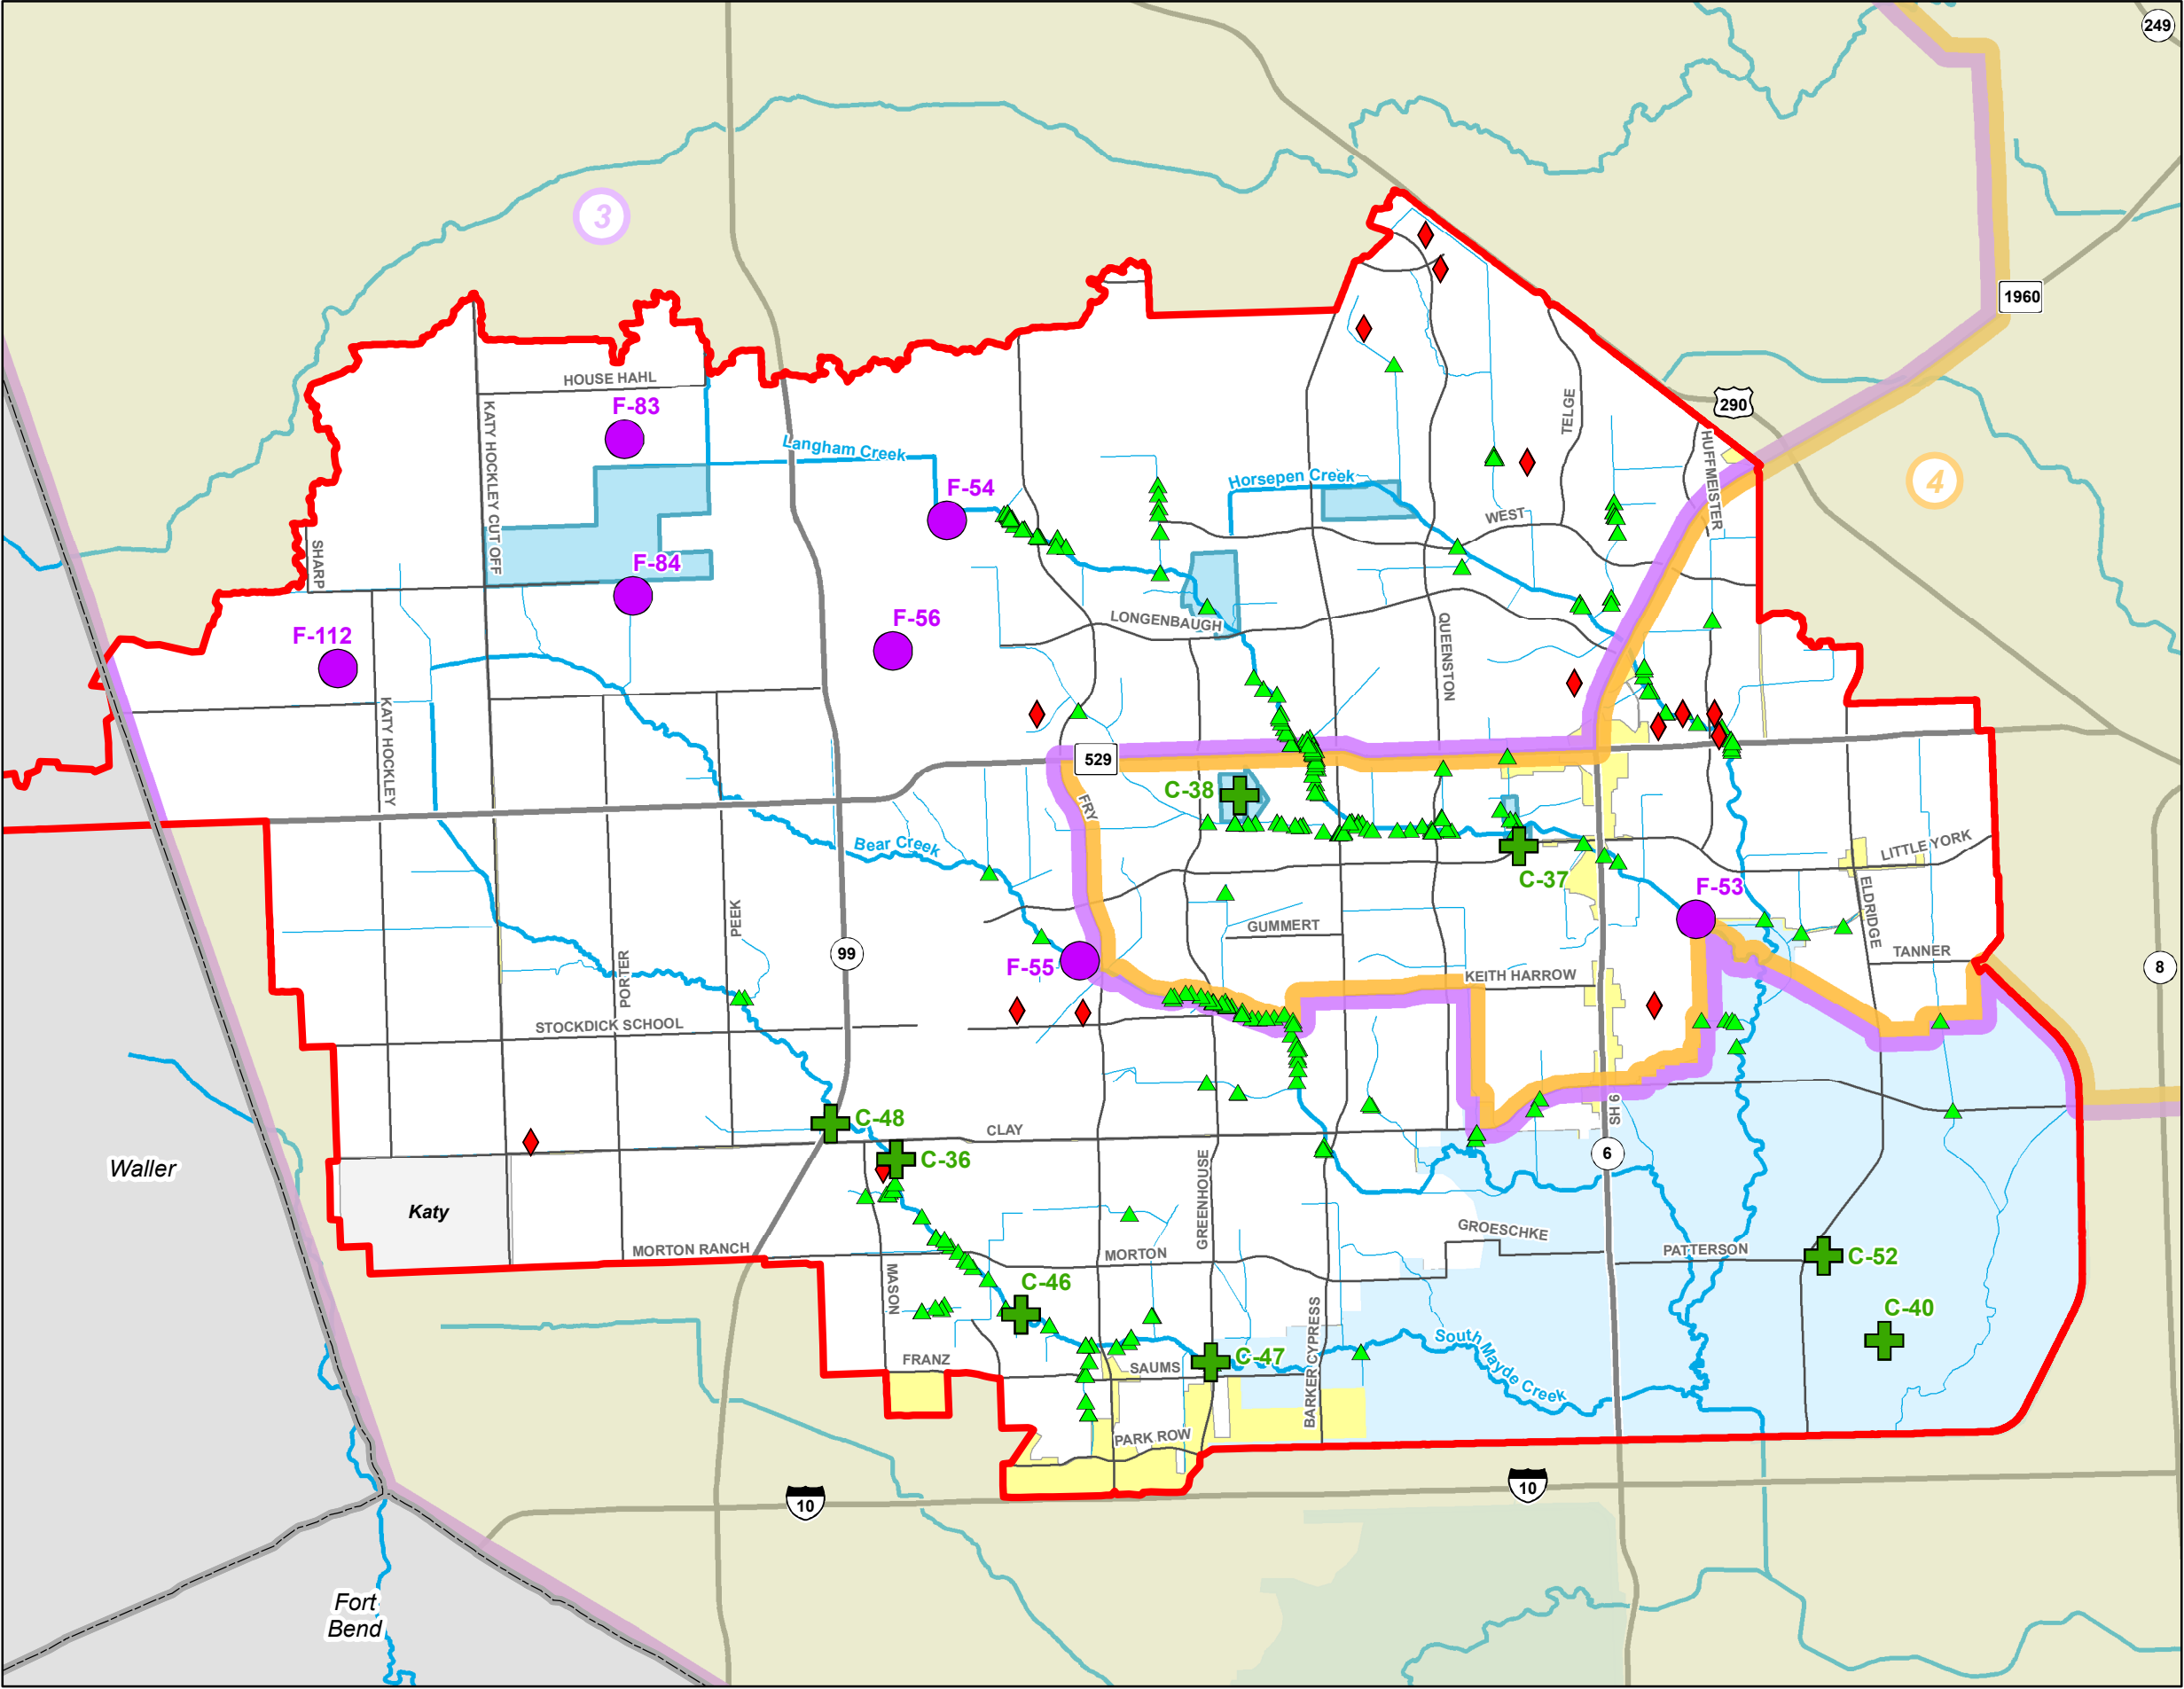 249
3
1960
HOUSE HAHL
F-83
KATY HOCKLEY CUT OFF
290
TELGE
HUFFMEISTER
Langham Creek
Horsepen Creek
4
F-54
WEST
SHARP
F-84
F-56
LONGENBAUGH
QUEENSTON
F-112
KATY HOCKLEY
529
C-38
FRY
Bear Creek
LITTLE YORK
C-37
F-53
ELDRIDGE
PEEK
GUMMERT
TANNER
99
F-55
KEITH HARROW
8
PORTER
STOCKDICK SCHOOL
SH 6
C-48
CLAY
6
C-36
Waller
GREENHOUSE
Katy
GROESCHKE
MORTON RANCH
MORTON
PATTERSON
C-52
MASON
C-46
C-40
BARKER CYPRESS
South Mayde Creek
FRANZ
SAUMS
C-47
PARK ROW
10
10
Fort
Bend